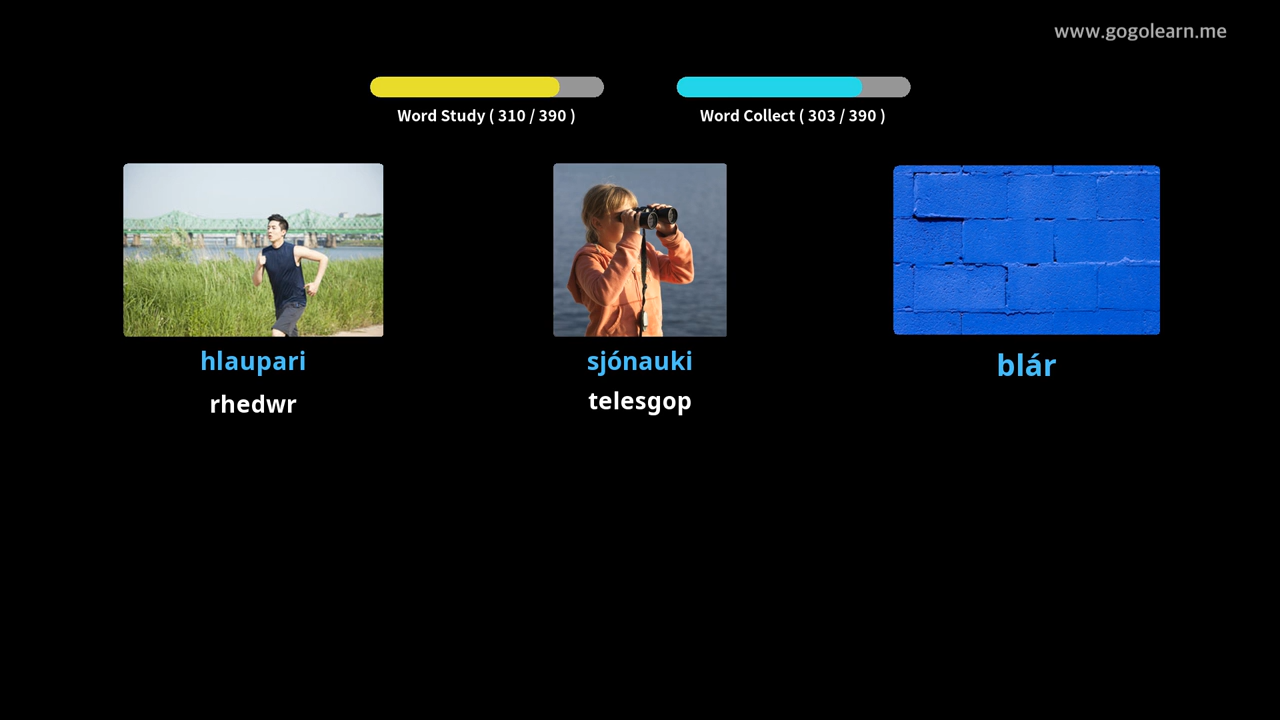 www.gogolearn.me
Word Study ( 310 / 390 )
Word Collect ( 303 / 390 )
hlaupari
rhedwr
sjónauki
telesgop
blár